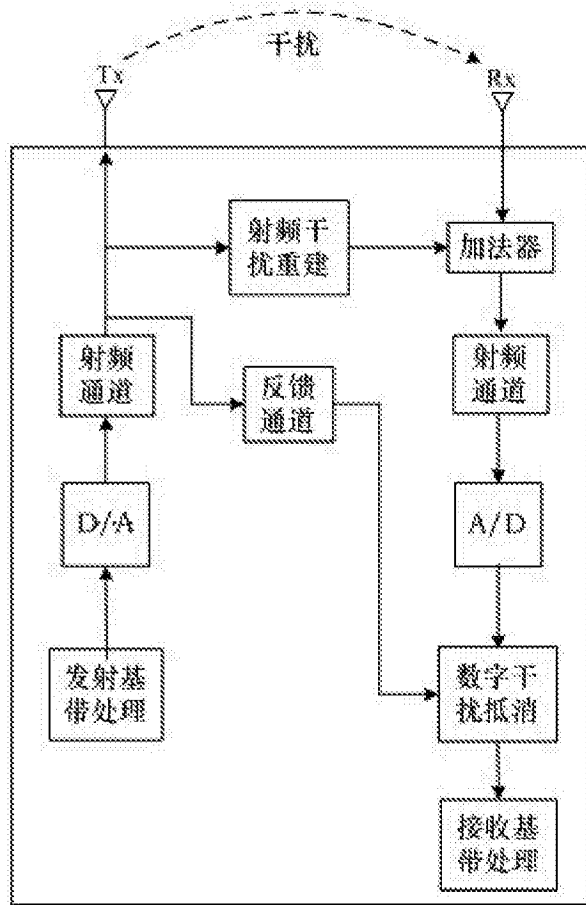 干扰
Tx
Rx
射频干
扰重建
加法器
射频
通道
反馈
通道
射频
通道
D/A
A/D
发射基
带处理
数字干
扰抵消
接收基
带处理